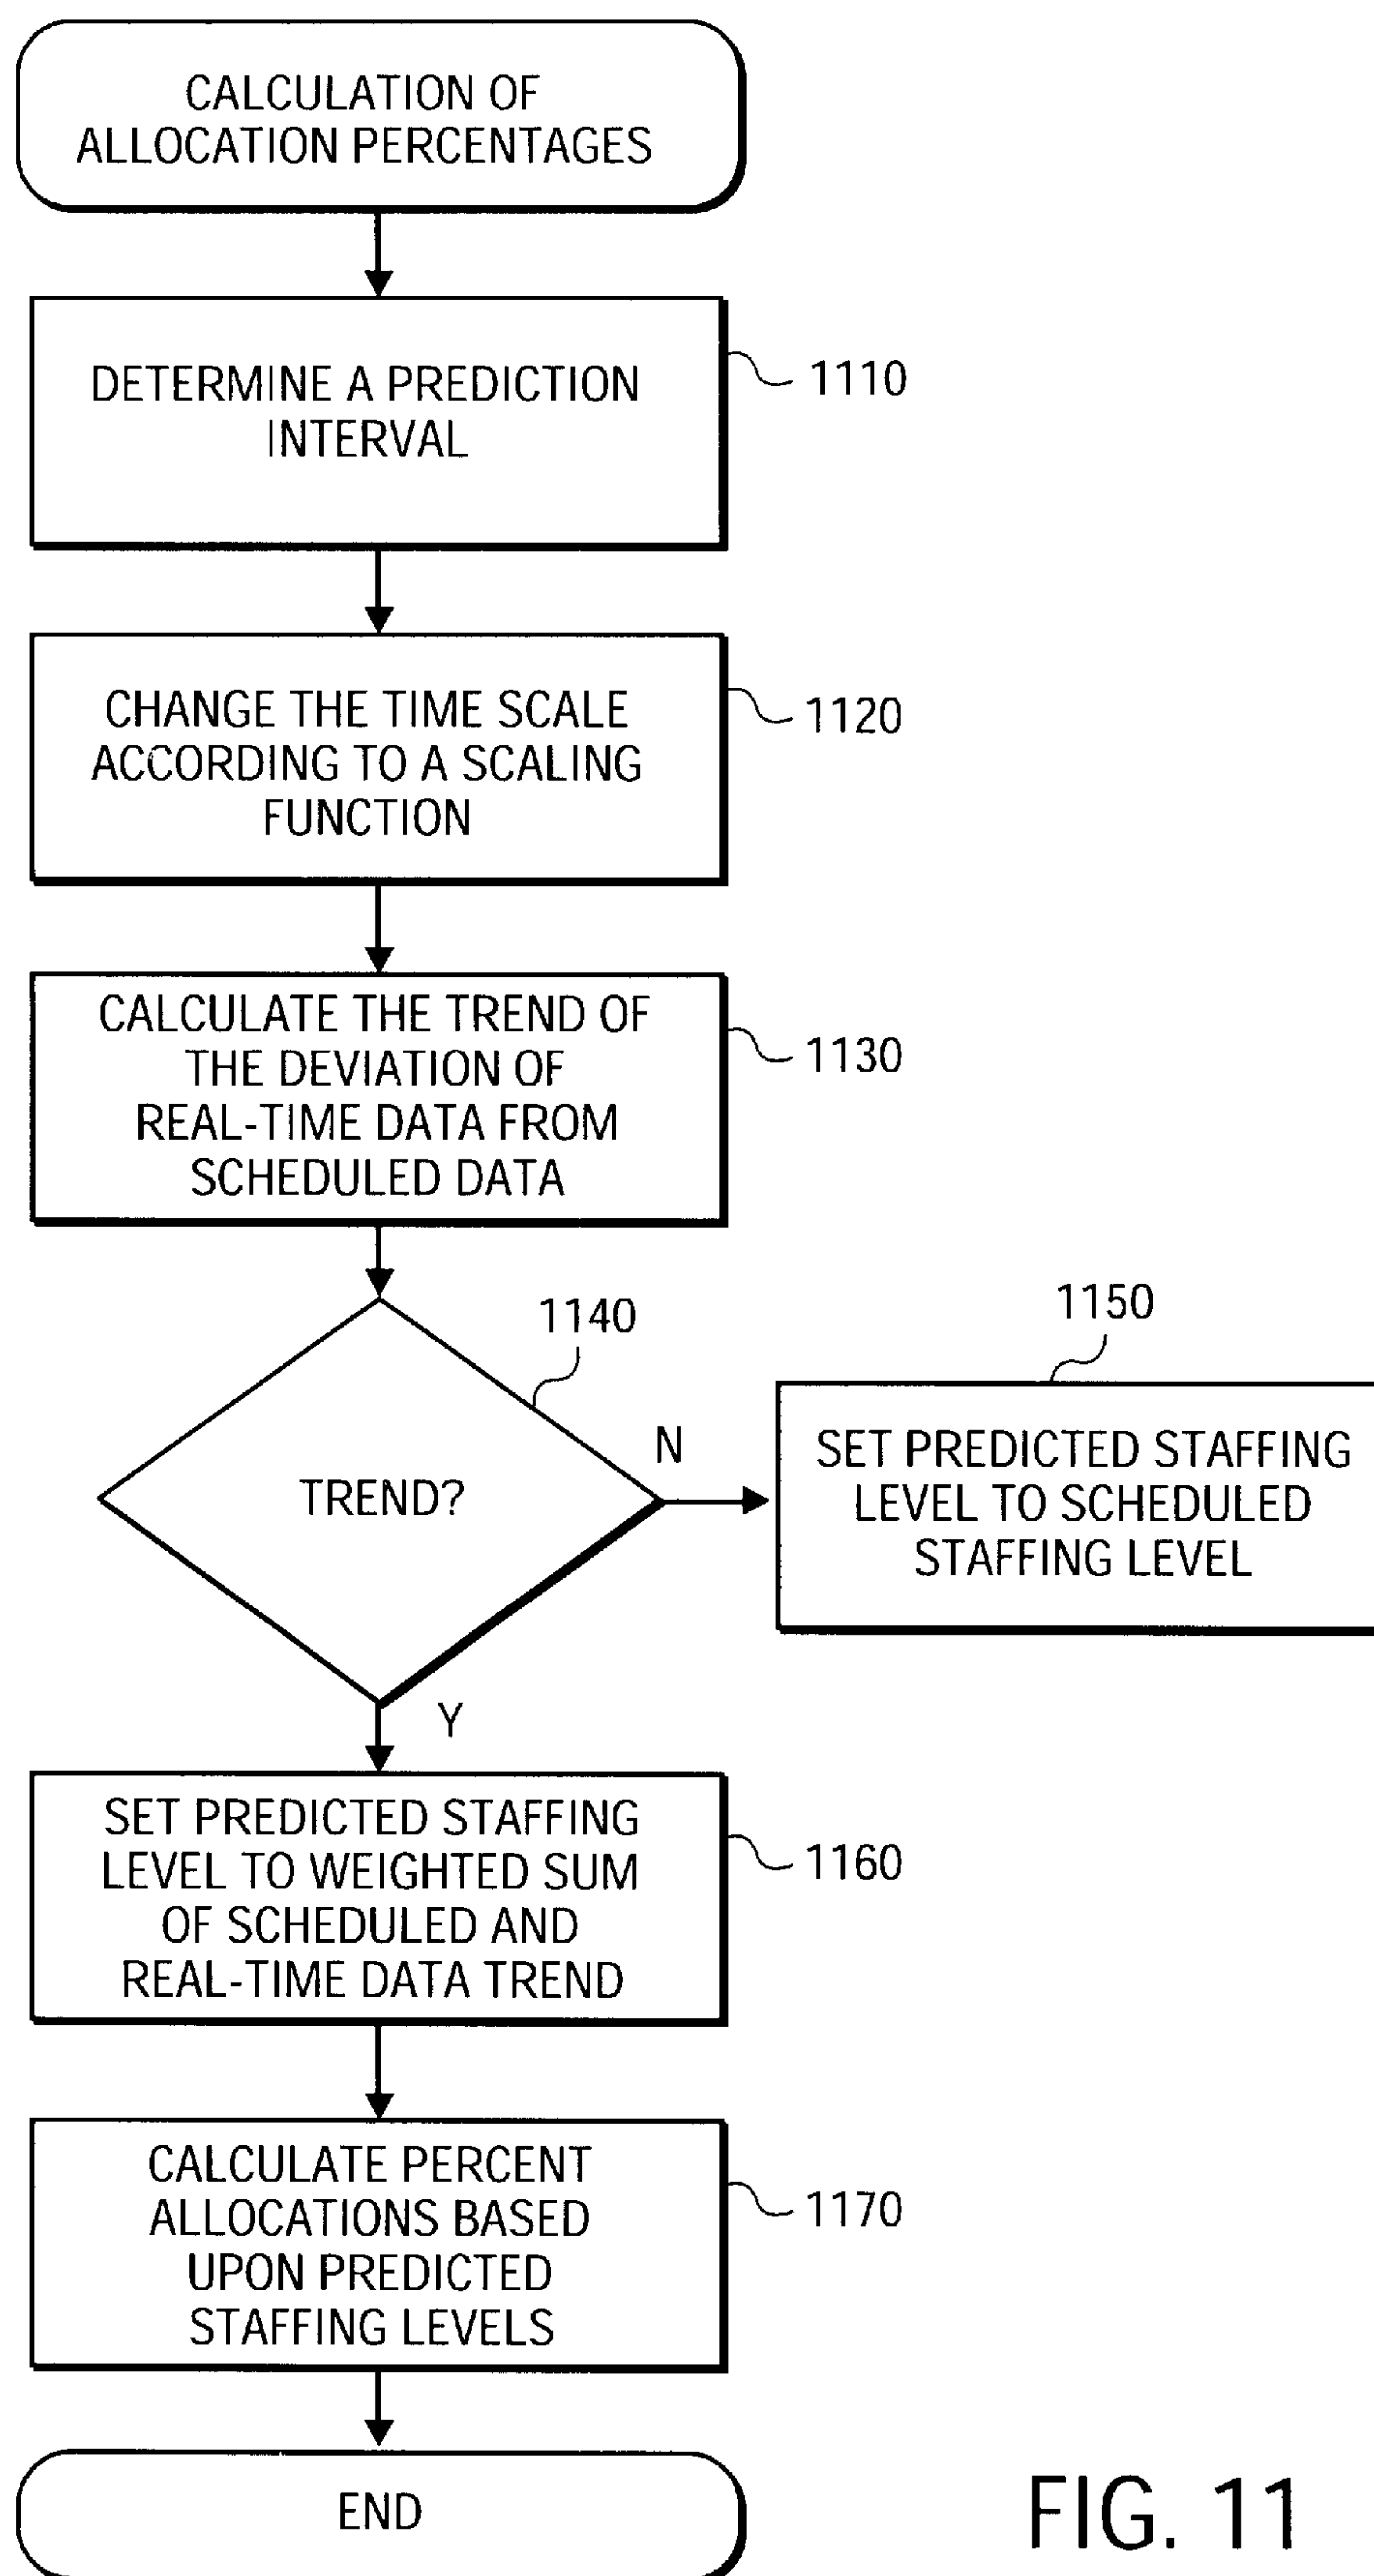 CALCULATION OF
ALLOCATION PERCENTAGES
DETERMINE A PREDICTION
INTERVAL
1110
CHANGE THE TIME SCALE
ACCORDING TO A SCALING
FUNCTION
1120
CALCULATE THE TREND OF
THE DEVIATION OF
REAL-TIME DATA FROM
SCHEDULED DATA
1130
TREND?
1140
N
1150
SET PREDICTED STAFFING
LEVEL TO SCHEDULED
STAFFING LEVEL
Y
SET PREDICTED STAFFING
LEVEL TO WEIGHTED SUM
OF SCHEDULED AND
REAL-TIME DATA TREND
1160
CALCULATE PERCENT
ALLOCATIONS BASED
UPON PREDICTED
STAFFING LEVELS
1170
END
FIG. 11